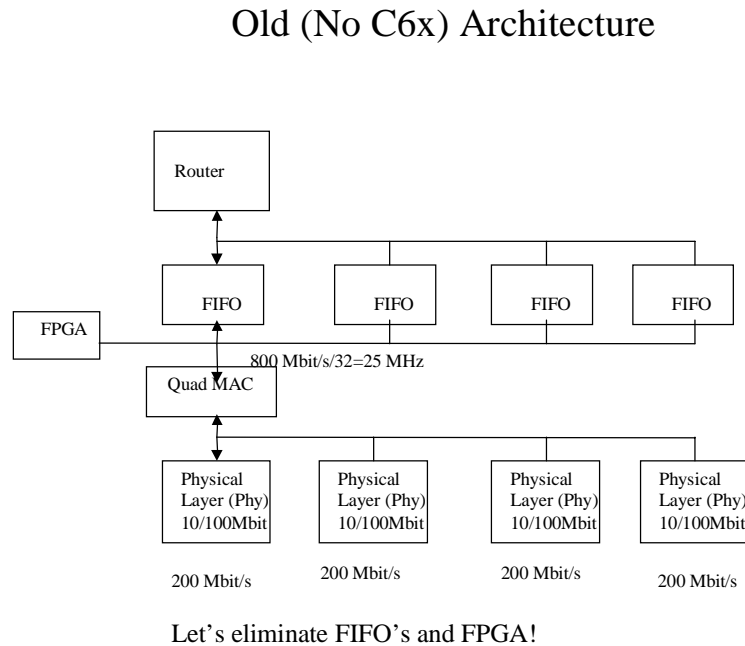 Old (No C6x) Architecture
Router
FIFO
FIFO
FIFO
FIFO
FPGA
800 Mbit/s/32=25 MHz
Quad MAC
Physical
Layer (Phy)
10/100Mbit
Physical
Layer (Phy)
10/100Mbit
Physical
Layer (Phy)
10/100Mbit
Physical
Layer (Phy)
10/100Mbit
200 Mbit/s
200 Mbit/s
200 Mbit/s
200 Mbit/s
Let's eliminate FIFO's and FPGA!